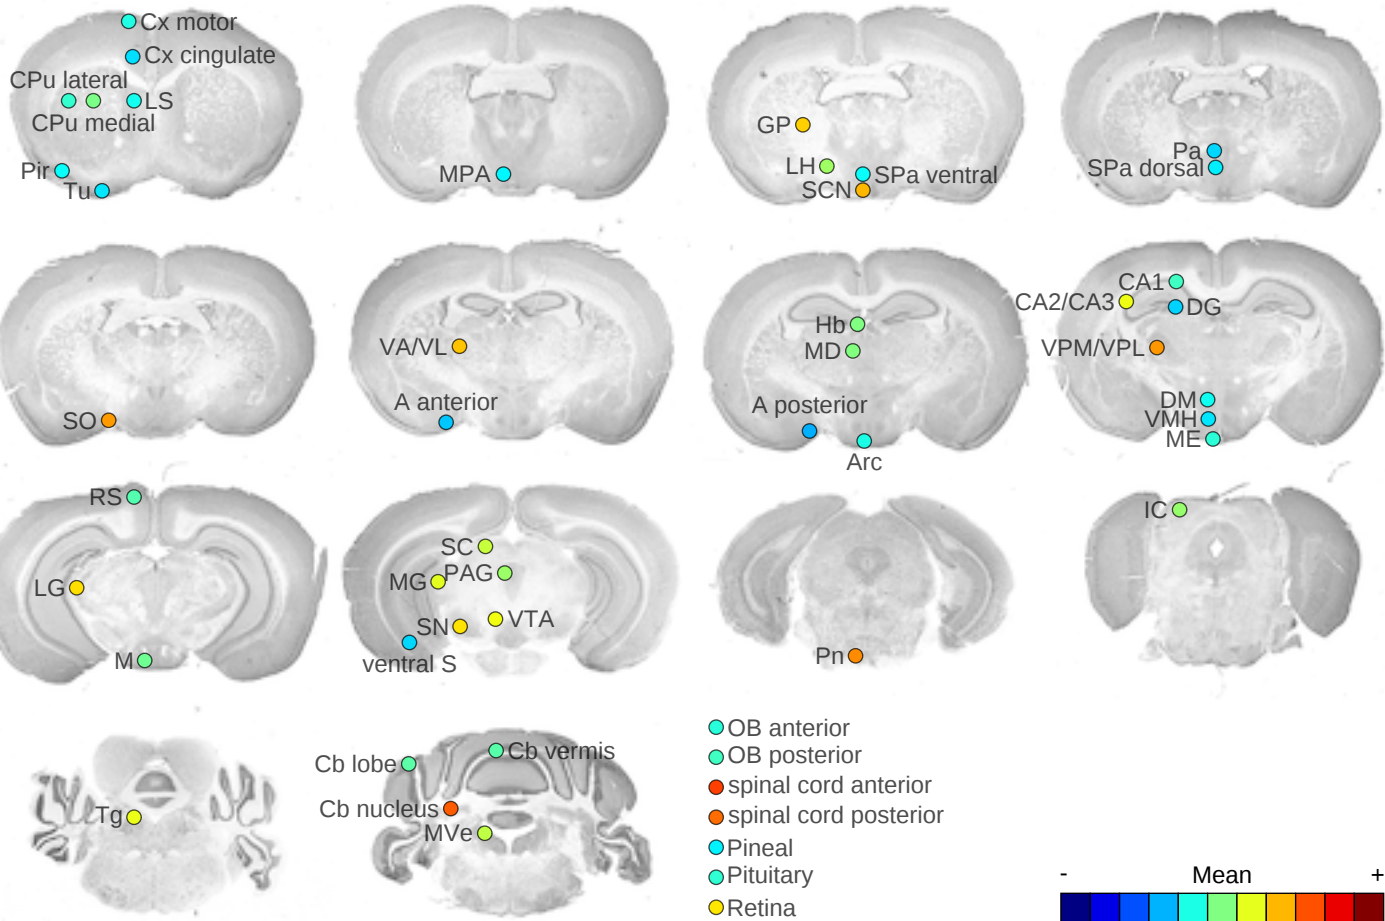 Cx motor
Cx cingulate
CPu lateral
LS
CPu medial
Pir
Tu
MPA
GP
LH
SPa ventral
SCN
Pa
SPa dorsal
SO
VA/VL
A anterior
Hb
MD
A posterior
Arc
CA1
CA2/CA3
DG
VPM/VPL
DM
VMH
ME
RS
LG
M
SC
PAG
MG
VTA
SN
ventral S
Pn
IC
Tg
Cb vermis
Cb lobe
Cb nucleus
MVe
OB anterior
OB posterior
spinal cord anterior
spinal cord posterior
Pineal
Pituitary
Retina
- Mean +